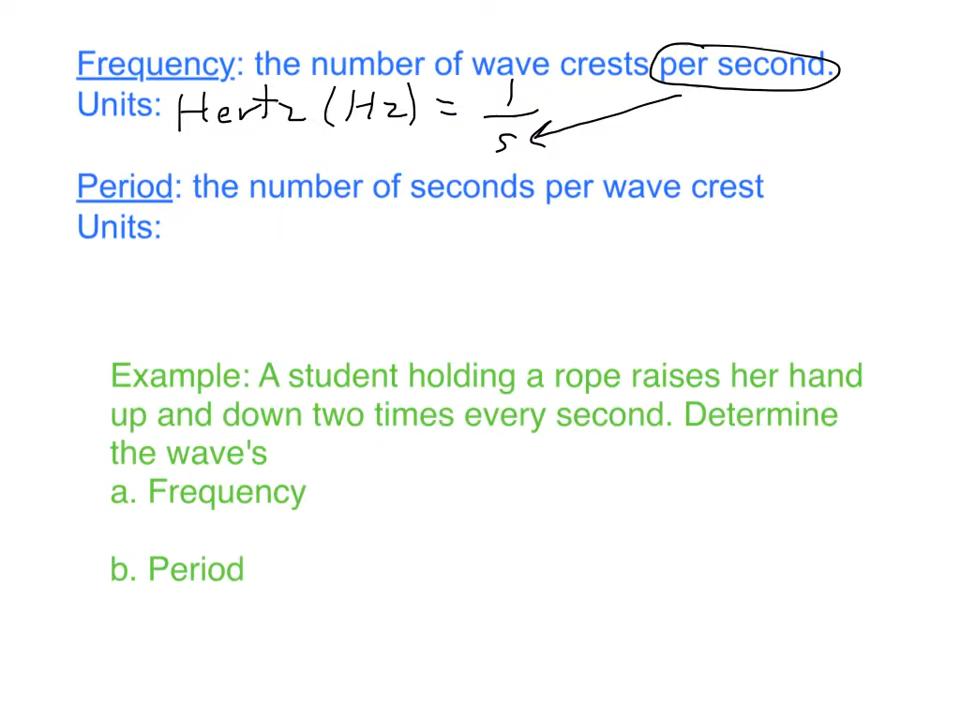 Frequency: the number of wave crests per second.
Units: Hertz (Hz) = 1/s
Period: the number of seconds per wave crest
Units:
Example: A student holding a rope raises her hand
up and down two times every second. Determine
the wave's
a. Frequency
b. Period